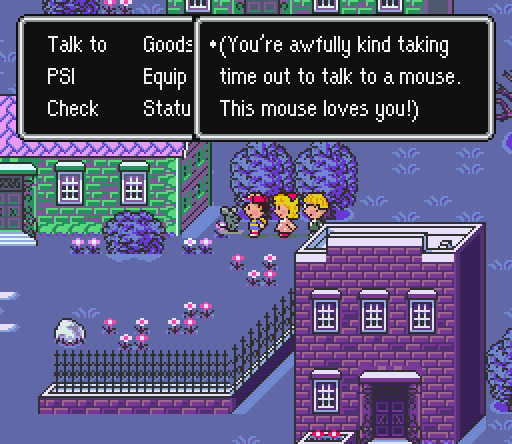 Talk to Goods
PSI Equip
Check Statu
•(You're awfully kind taking
time out to talk to a mouse.
This mouse loves you!)